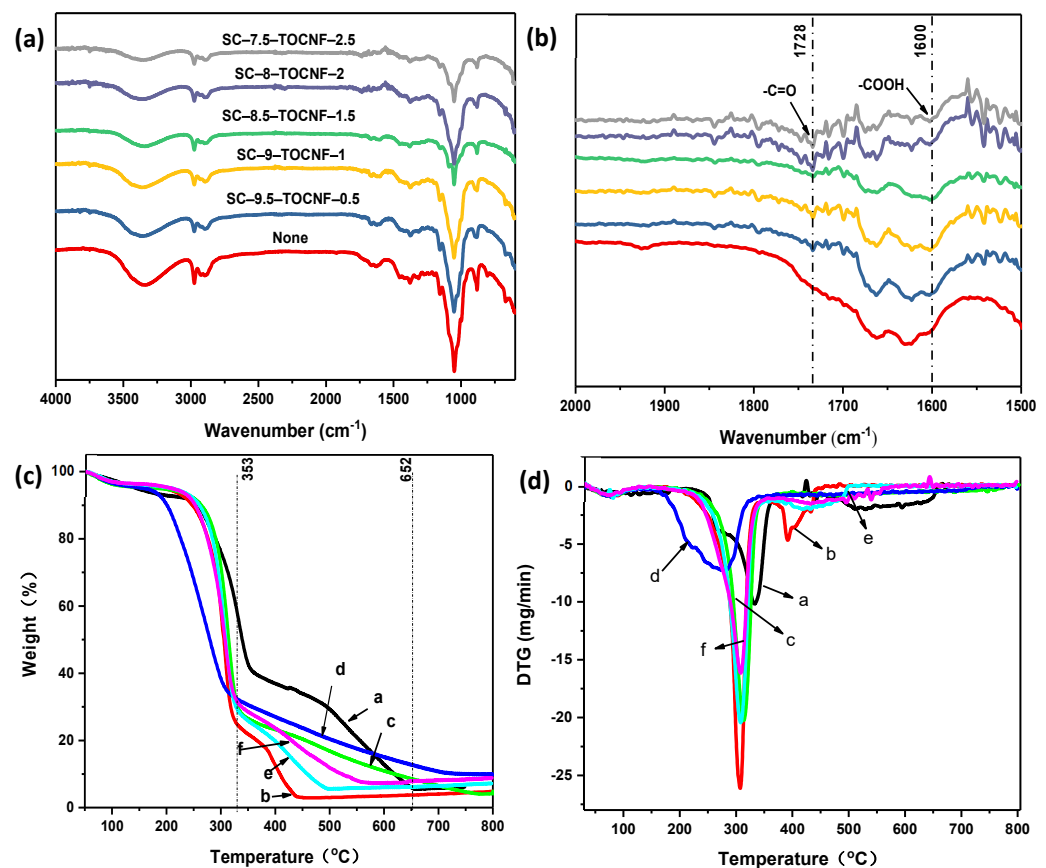 (a)
SC–7.5–TOCNF–2.5
SC–8–TOCNF–2
SC–8.5–TOCNF–1.5
SC–9–TOCNF–1
SC–9.5–TOCNF–0.5
None
4000 3500 3000 2500 2000 1500 1000
Wavenumber (cm-1)
(b)
1728
1600
-C=O
-COOH
2000 1900 1800 1700 1600 1500
Wavenumber (cm-1)
(c)
353
652
100
80
60
40
20
0
Weight (%)
d
a
c
f
e
b
100 200 300 400 500 600 700 800
Temperature (oC)
(d)
0
-5
-10
-15
-20
-25
DTG (mg/min)
d
b
e
a
f
c
100 200 300 400 500 600 700 800
Temperature (oC)